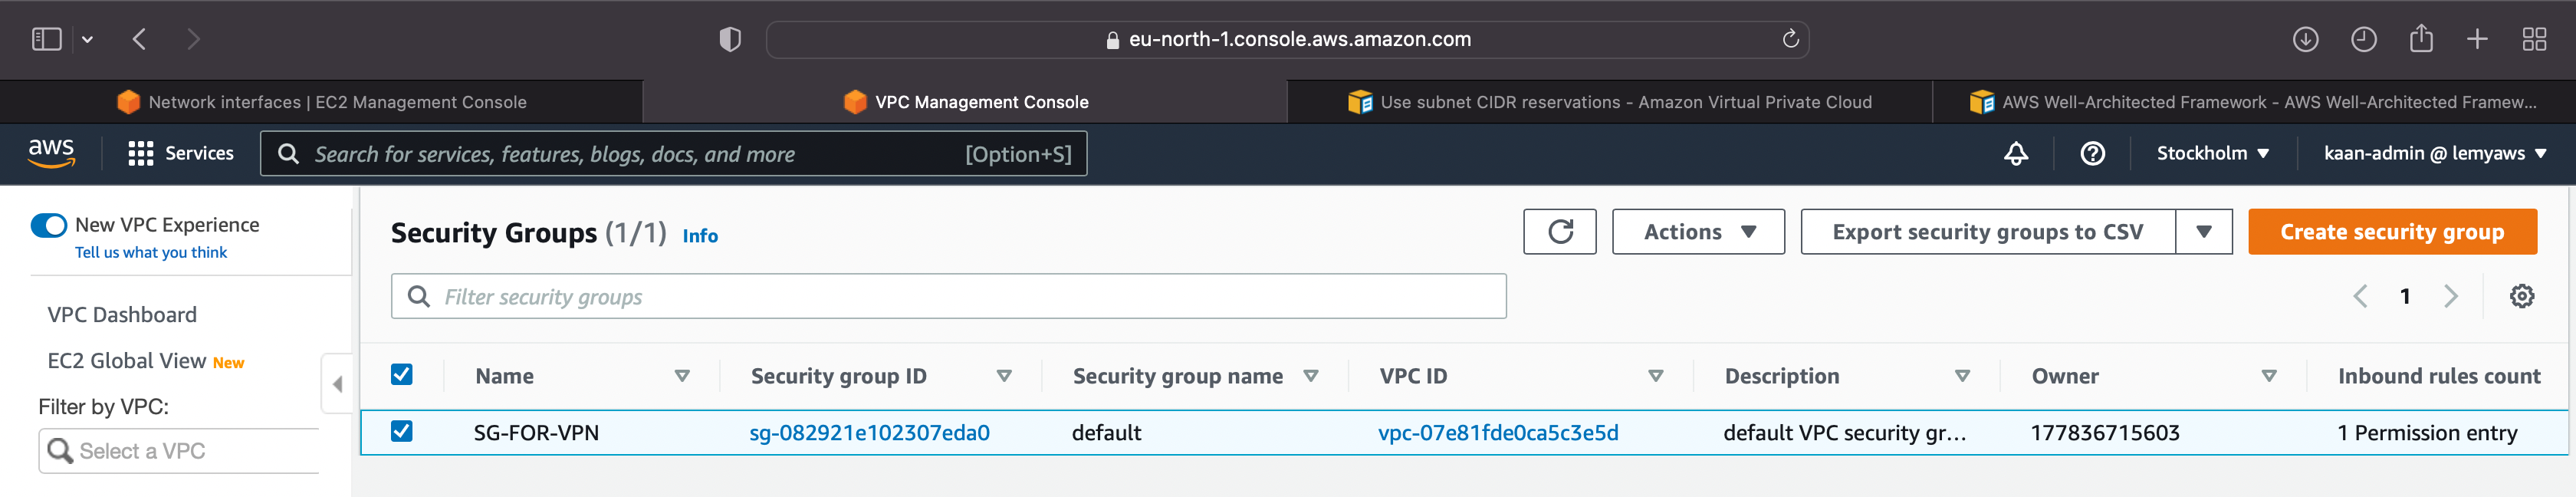 eu-north-1.console.aws.amazon.com
Network interfaces | EC2 Management Console
VPC Management Console
Use subnet CIDR reservations - Amazon Virtual Private Cloud
AWS Well-Architected Framework - AWS Well-Architected Framew...
aws
Services
Search for services, features, blogs, docs, and more
[Option+S]
Stockholm
kaan-admin @ lemyaws
New VPC Experience
Tell us what you think
VPC Dashboard
EC2 Global View New
Filter by VPC:
Select a VPC
Security Groups (1/1) Info
Actions
Export security groups to CSV
Create security group
Filter security groups
1
Name Security group ID Security group name VPC ID Description Owner Inbound rules count
SG-FOR-VPN sg-082921e102307eda0 default vpc-07e81fde0ca5c3e5d default VPC security gr... 177836715603 1 Permission entry